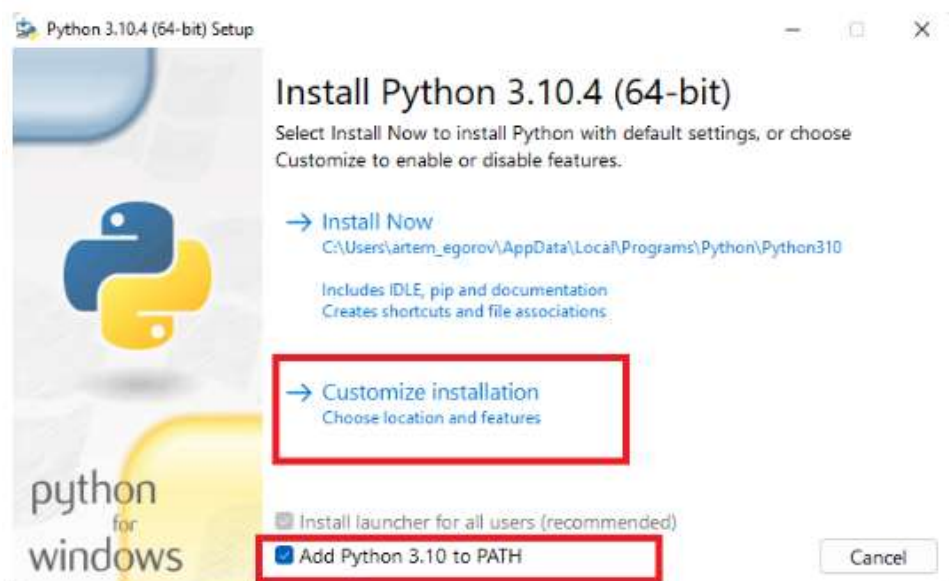 Python 3.10.4 (64-bit) Setup
Install Python 3.10.4 (64-bit)
Select Install Now to install Python with default settings, or choose
Customize to enable or disable features.
Install Now
C:\Users\artem_egorov\AppData\Local\Programs\Python\Python310
Includes IDLE, pip and documentation
Creates shortcuts and file associations
Customize installation
Choose location and features
python
for
windows
Install launcher for all users (recommended)
Add Python 3.10 to PATH
Cancel